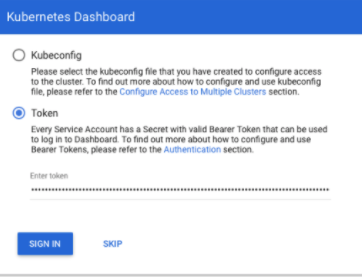 Kubernetes Dashboard
Kubeconfig
Please select the kubeconfig file that you have created to configure access
to the cluster. To find out more about how to configure and use kubeconfig
file, please refer to the Configure Access to Multiple Clusters section.
Token
Every Service Account has a Secret with valid Bearer Token that can be used
to log in to Dashboard. To find out more about how to configure and use
Bearer Tokens, please refer to the Authentication section.
Enter token
SIGN IN SKIP